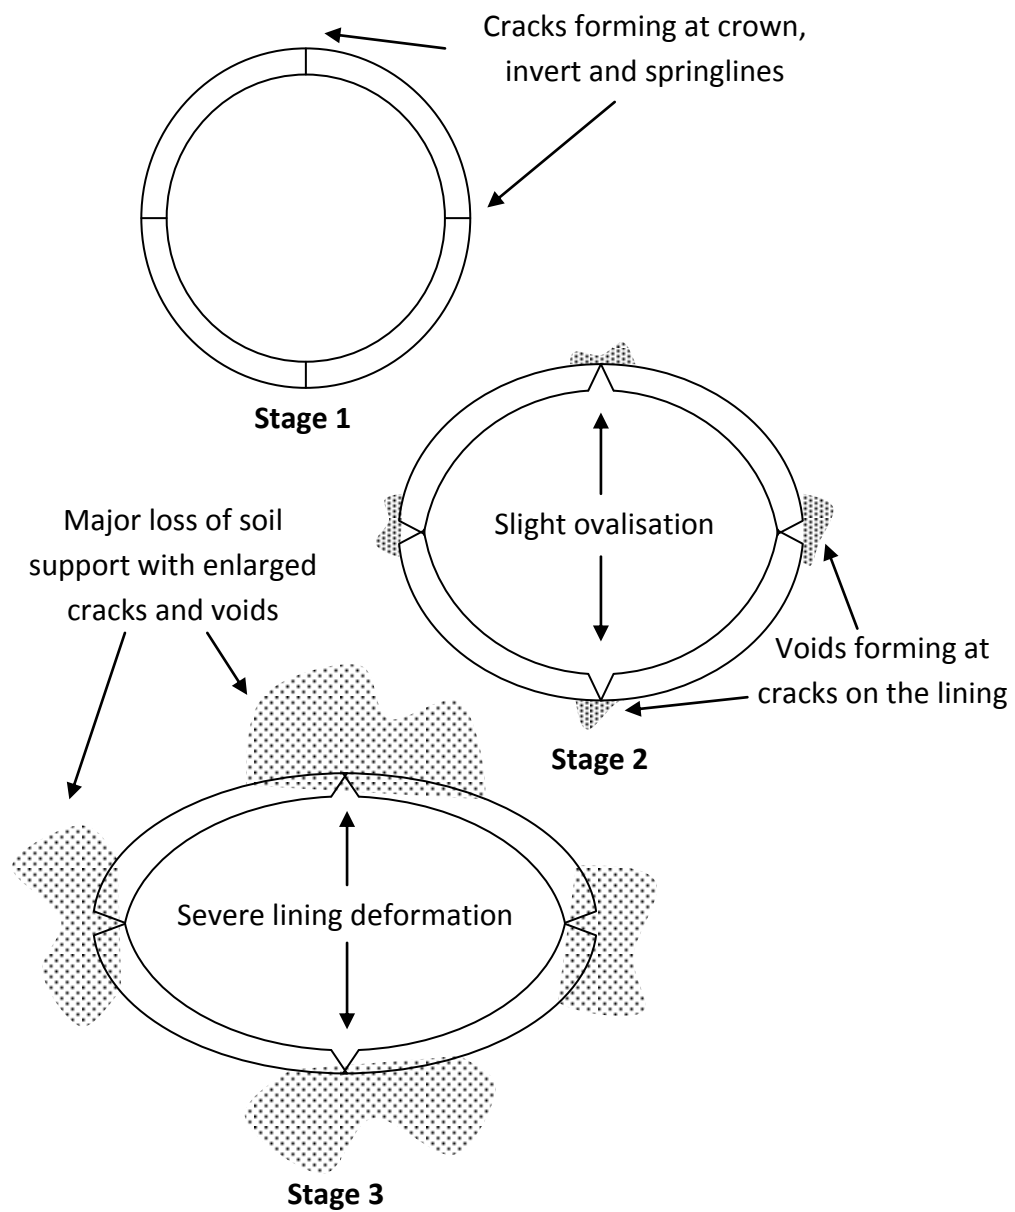 Cracks forming at crown,
invert and springlines
Stage 1
Slight ovalisation
Voids forming at
cracks on the lining
Stage 2
Major loss of soil
support with enlarged
cracks and voids
Severe lining deformation
Stage 3